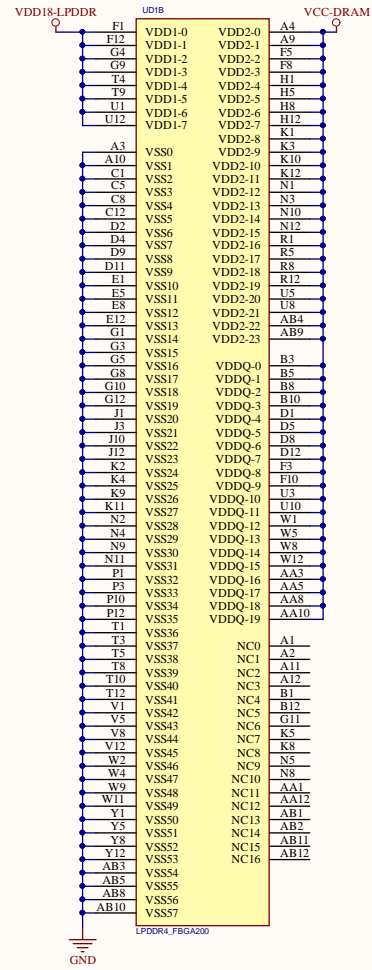 VDD18-LPDDR
UD1B
VCC-DRAM
F1 VDD1-0
F12 VDD1-1
G4 VDD1-2
G9 VDD1-3
T4 VDD1-4
T9 VDD1-5
U1 VDD1-6
U12 VDD1-7
A3 VSS0
A10 VSS1
C1 VSS2
C5 VSS3
C8 VSS4
C12 VSS5
D2 VSS6
D4 VSS7
D9 VSS8
D11 VSS9
E1 VSS10
E5 VSS11
E8 VSS12
E12 VSS13
G1 VSS14
G3 VSS15
G5 VSS16
G8 VSS17
G10 VSS18
G12 VSS19
J1 VSS20
J3 VSS21
J10 VSS22
J12 VSS23
K2 VSS24
K4 VSS25
K9 VSS26
K11 VSS27
N2 VSS28
N4 VSS29
N9 VSS30
N11 VSS31
P1 VSS32
P3 VSS33
P10 VSS34
P12 VSS35
T1 VSS36
T3 VSS37
T5 VSS38
T8 VSS39
T10 VSS40
T12 VSS41
V1 VSS42
V5 VSS43
V8 VSS44
V12 VSS45
W2 VSS46
W4 VSS47
W9 VSS48
W11 VSS49
Y1 VSS50
Y5 VSS51
Y8 VSS52
Y12 VSS53
AB3 VSS54
AB5 VSS55
AB8 VSS56
AB10 VSS57
VDD2-0 A4
VDD2-1 A9
VDD2-2 F5
VDD2-3 F8
VDD2-4 H1
VDD2-5 H5
VDD2-6 H8
VDD2-7 H12
VDD2-8 K1
VDD2-9 K3
VDD2-10 K10
VDD2-11 K12
VDD2-12 N1
VDD2-13 N3
VDD2-14 N10
VDD2-15 N12
VDD2-16 R1
VDD2-17 R5
VDD2-18 R8
VDD2-19 R12
VDD2-20 U5
VDD2-21 U8
VDD2-22 AB4
VDD2-23 AB9
VDDQ-0 B3
VDDQ-1 B5
VDDQ-2 B8
VDDQ-3 B10
VDDQ-4 D1
VDDQ-5 D5
VDDQ-6 D8
VDDQ-7 D12
VDDQ-8 F3
VDDQ-9 F10
VDDQ-10 U3
VDDQ-11 U10
VDDQ-12 W1
VDDQ-13 W5
VDDQ-14 W8
VDDQ-15 W12
VDDQ-16 AA3
VDDQ-17 AA5
VDDQ-18 AA8
VDDQ-19 AA10
NC0 A1
NC1 A2
NC2 A11
NC3 A12
NC4 B1
NC5 B12
NC6 G11
NC7 K5
NC8 K8
NC9 N5
NC10 N8
NC11 AA1
NC12 AA12
NC13 AB1
NC14 AB2
NC15 AB11
NC16 AB12
LPDDR4_FBGA200
GND